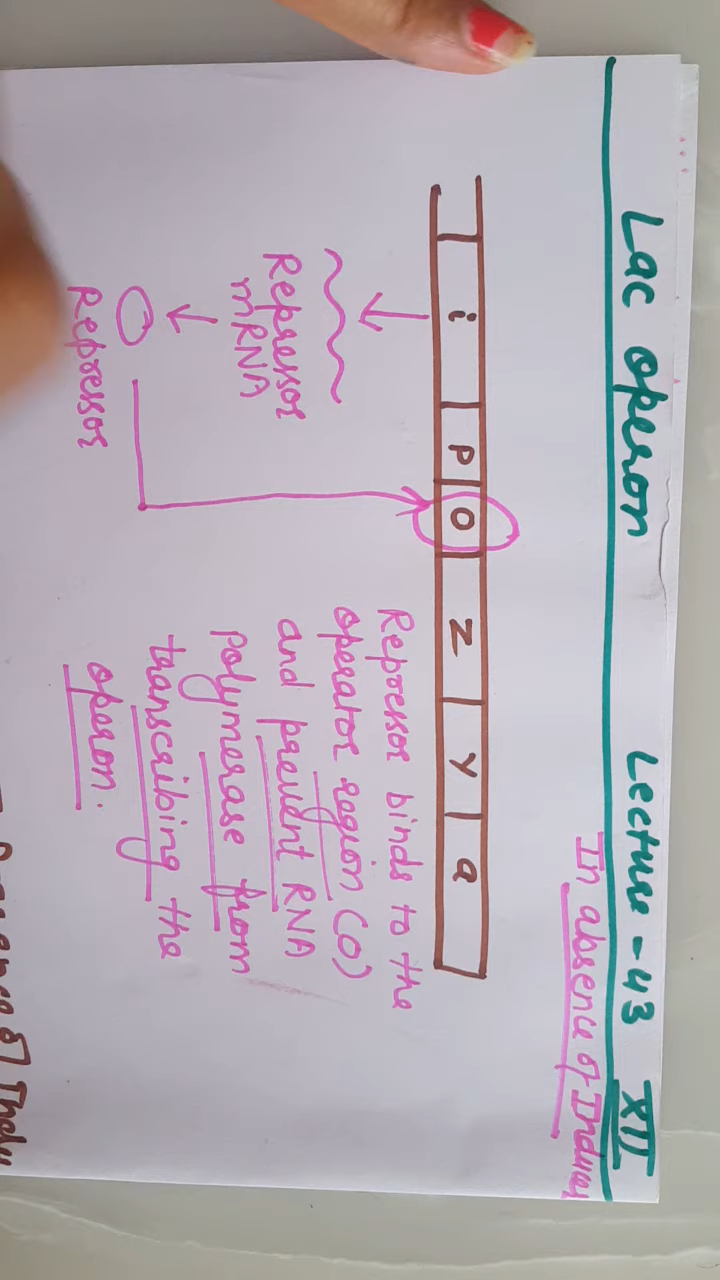 Lac operon Lecture - 43 XII
In absence of Inducer
i p o z y a
Repressor mRNA
Repressor
Repressor binds to the
operator region (o)
and prevent RNA
polymerase from
transcribing the
operon.